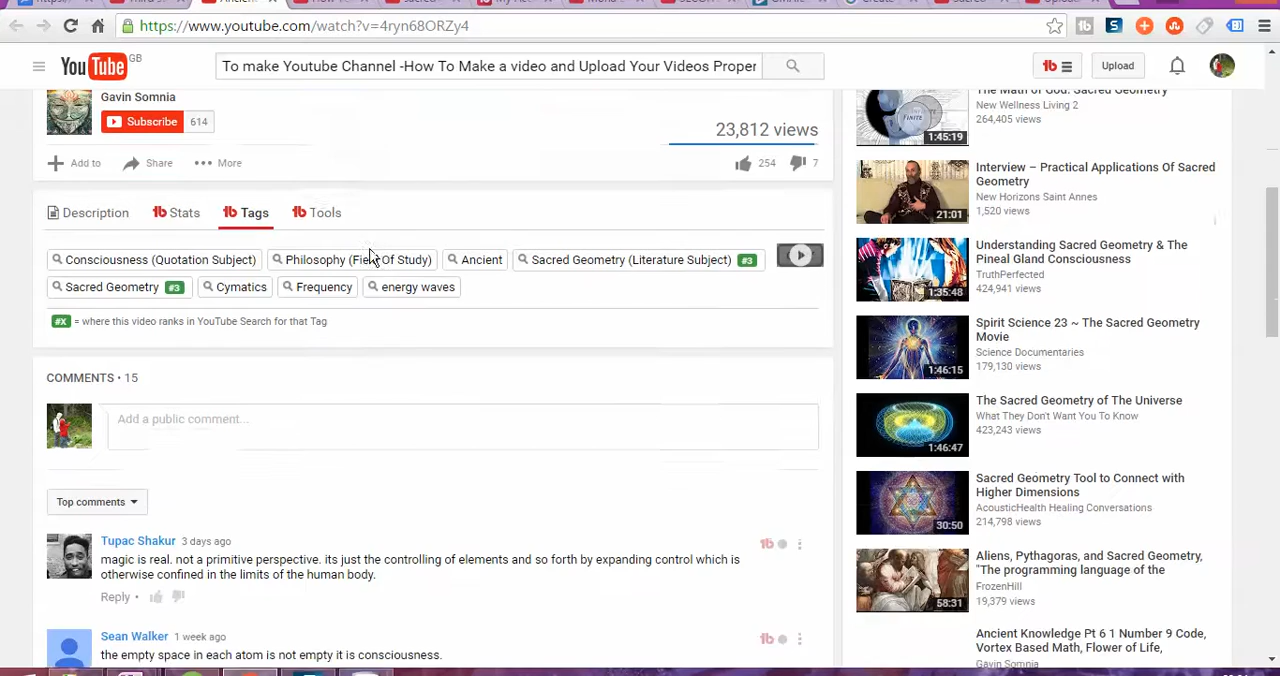 https://www.youtube.com/watch?v=4ryn68ORZy4
You Tube GB
To make Youtube Channel -How To Make a video and Upload Your Videos Proper
tb
Upload
Gavin Somnia
Subscribe 614
23,812 views
Add to Share More
254 7
Description tb Stats tb Tags tb Tools
Consciousness (Quotation Subject) Philosophy (Field Of Study) Ancient Sacred Geometry (Literature Subject) #3
Sacred Geometry #3 Cymatics Frequency energy waves
#X = where this video ranks in YouTube Search for that Tag
COMMENTS • 15
Add a public comment...
Top comments
Tupac Shakur 3 days ago
magic is real. not a primitive perspective. its just the controlling of elements and so forth by expanding control which is
otherwise confined in the limits of the human body.
Reply •
tb
Sean Walker 1 week ago
the empty space in each atom is not empty it is consciousness.
tb
The Math of God: Sacred Geometry
New Wellness Living 2
264,405 views
1:45:19
Interview – Practical Applications Of Sacred
Geometry
New Horizons Saint Annes
1,520 views
21:01
Understanding Sacred Geometry & The
Pineal Gland Consciousness
TruthPerfected
424,941 views
1:35:48
Spirit Science 23 ~ The Sacred Geometry
Movie
Science Documentaries
179,130 views
1:46:15
The Sacred Geometry of The Universe
What They Don't Want You To Know
423,243 views
1:46:47
Sacred Geometry Tool to Connect with
Higher Dimensions
AcousticHealth Healing Conversations
214,798 views
30:50
Aliens, Pythagoras, and Sacred Geometry,
"The programming language of the
FrozenHill
19,379 views
58:31
Ancient Knowledge Pt 6 1 Number 9 Code,
Vortex Based Math, Flower of Life,
Gavin Somnia